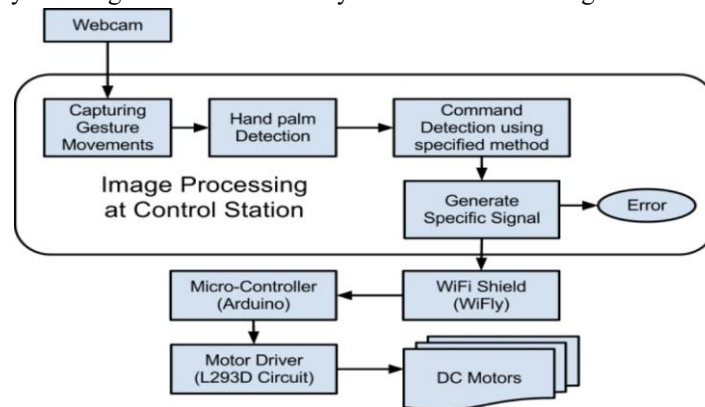 Webcam
Capturing
Gesture
Movements
Hand palm
Detection
Command
Detection using
specified method
Image Processing
at Control Station
Generate
Specific Signal
Error
Micro-Controller
(Arduino)
WiFi Shield
(WiFly)
Motor Driver
(L293D Circuit)
DC Motors